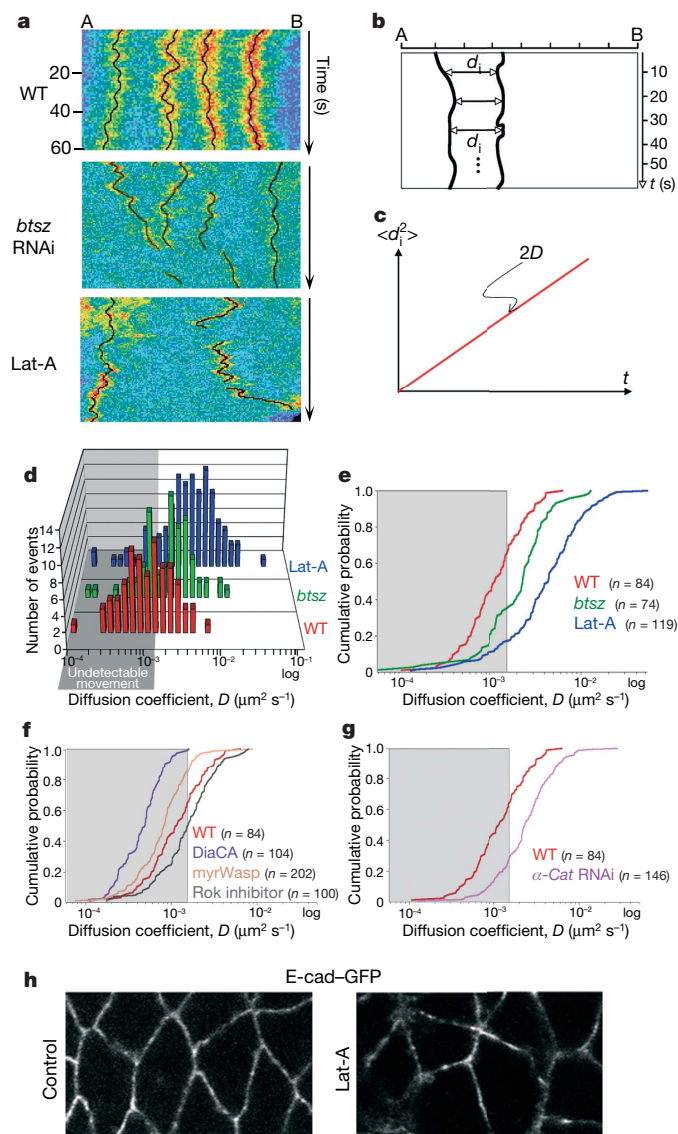 a
A
B
WT
20
40
60
Time (s)
btsz
RNAi
Lat-A
b
A
B
di
di
10
20
30
40
50
t (s)
c
<di2>
2D
t
d
Number of events
14
12
10
8
6
4
2
0
Lat-A
btsz
WT
10–4
10–3
10–2
10–1
log
Undetectable
movement
Diffusion coefficient, D (µm2 s–1)
e
Cumulative probability
1.0
0.8
0.6
0.4
0.2
0
WT (n = 84)
btsz (n = 74)
Lat-A (n = 119)
10–4
10–3
10–2
log
Diffusion coefficient, D (µm2 s–1)
f
Cumulative probability
1.0
0.8
0.6
0.4
0.2
0
WT (n = 84)
DiaCA (n = 104)
myrWasp (n = 202)
Rok inhibitor (n = 100)
10–4
10–3
10–2
log
Diffusion coefficient, D (µm2 s–1)
g
Cumulative probability
1.0
0.8
0.6
0.4
0.2
0
WT (n = 84)
α-Cat RNAi (n = 146)
10–4
10–3
10–2
log
Diffusion coefficient, D (µm2 s–1)
h
E-cad–GFP
Control
Lat-A